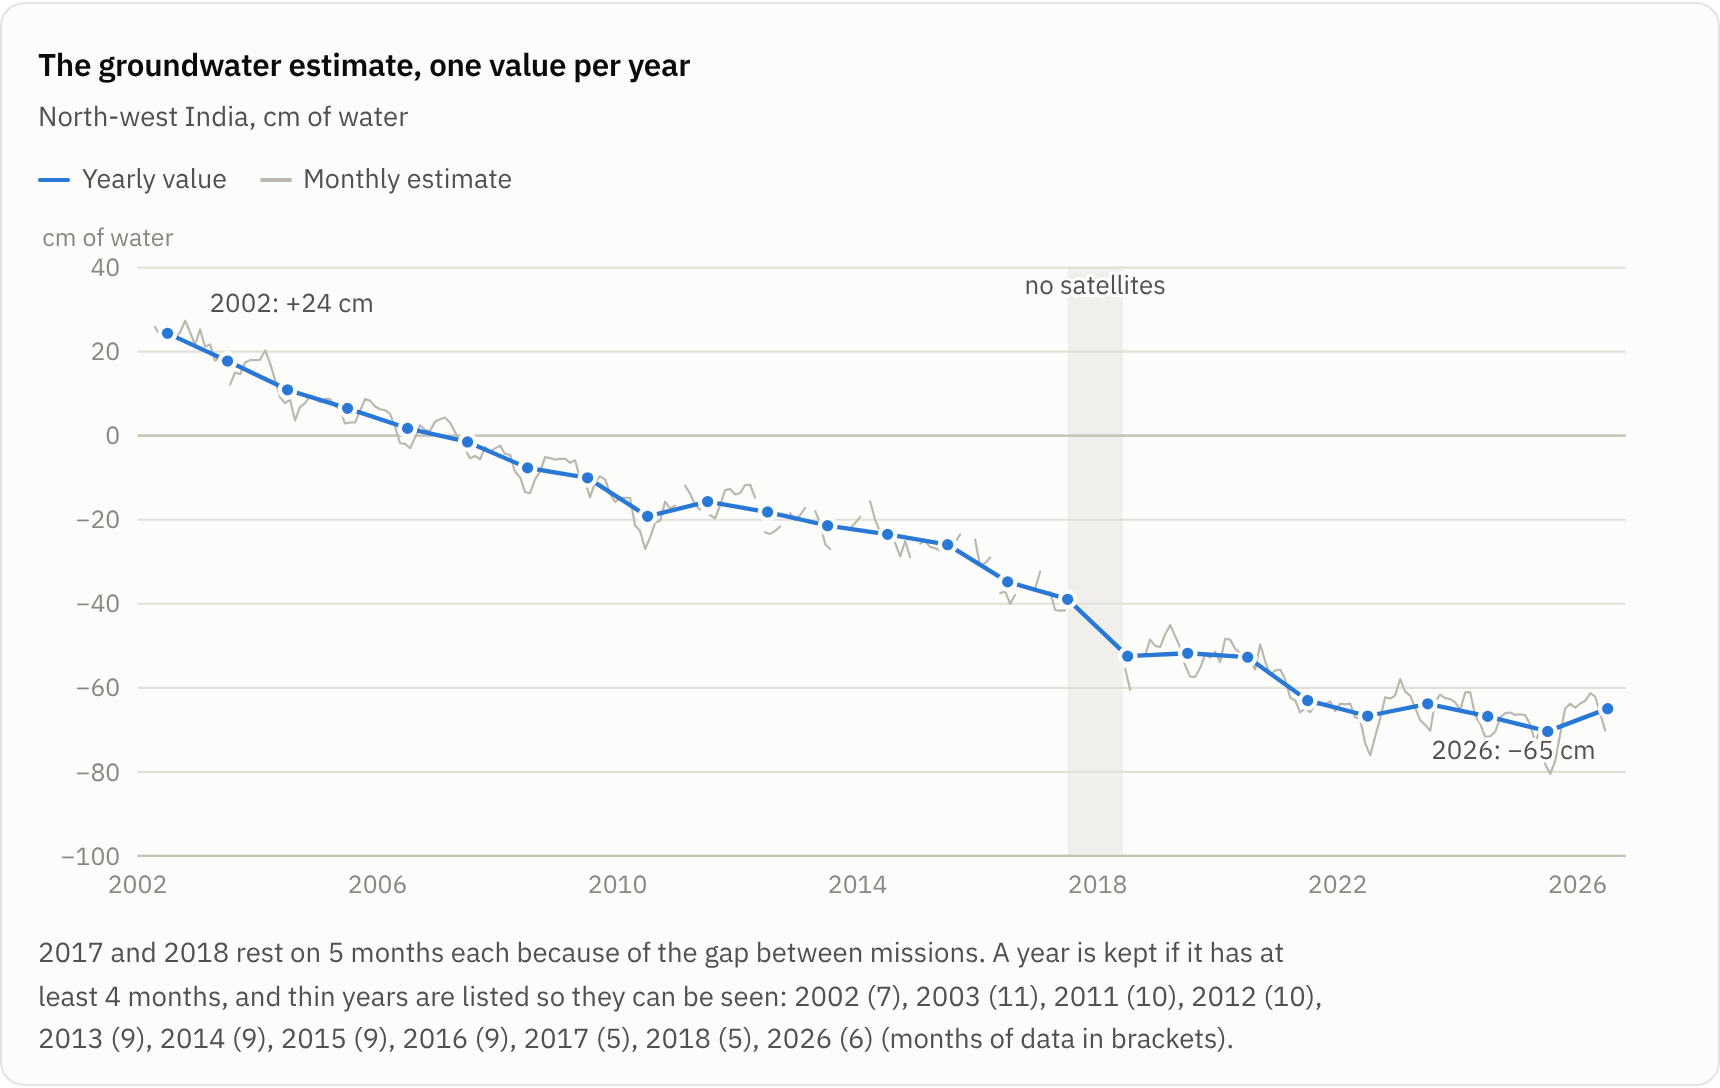 The groundwater estimate, one value per year
North-west India, cm of water
Yearly value Monthly estimate
cm of water
40
no satellites
2002: +24 cm
20
0
−20
−40
−60
2026: −65 cm
−80
−100
2002 2006 2010 2014 2018 2022 2026
2017 and 2018 rest on 5 months each because of the gap between missions. A year is kept if it has at
least 4 months, and thin years are listed so they can be seen: 2002 (7), 2003 (11), 2011 (10), 2012 (10),
2013 (9), 2014 (9), 2015 (9), 2016 (9), 2017 (5), 2018 (5), 2026 (6) (months of data in brackets).